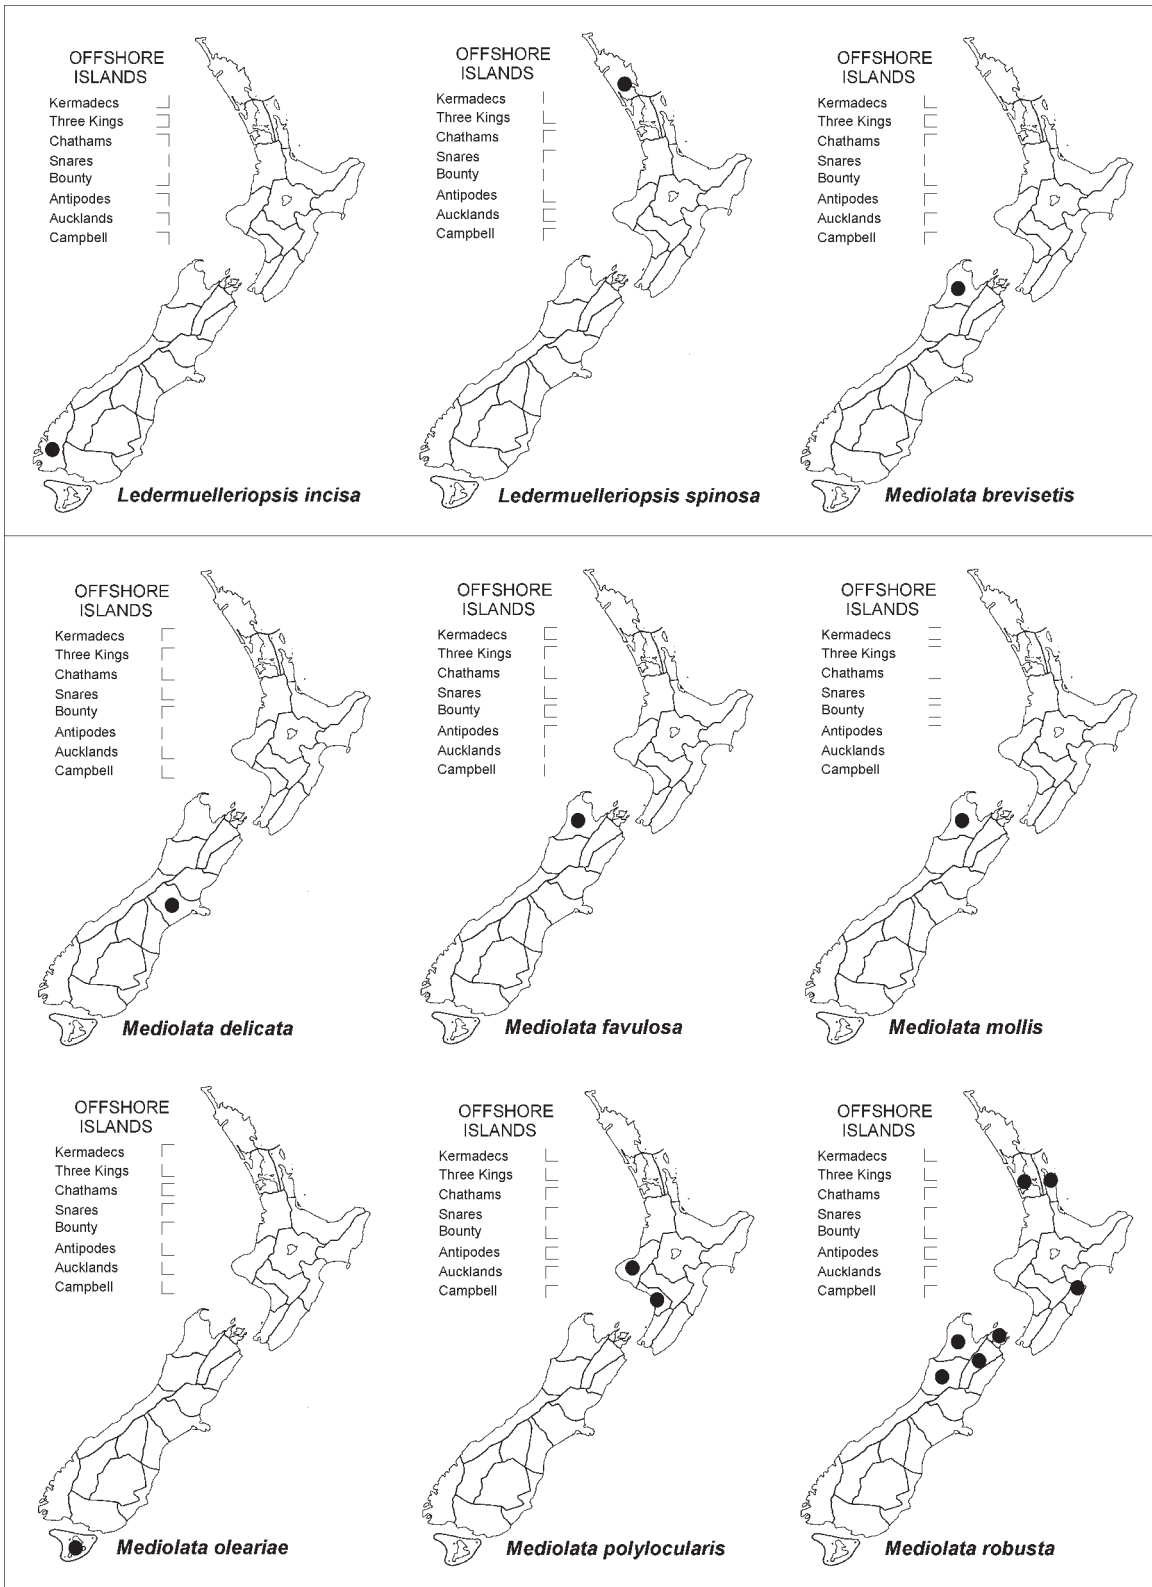 OFFSHORE
ISLANDS
Kermadecs
Three Kings
Chathams
Snares
Bounty
Antipodes
Aucklands
Campbell
Ledermuelleriopsis incisa
OFFSHORE
ISLANDS
Kermadecs
Three Kings
Chathams
Snares
Bounty
Antipodes
Aucklands
Campbell
Ledermuelleriopsis spinosa
OFFSHORE
ISLANDS
Kermadecs
Three Kings
Chathams
Snares
Bounty
Antipodes
Aucklands
Campbell
Mediolata brevisetis
OFFSHORE
ISLANDS
Kermadecs
Three Kings
Chathams
Snares
Bounty
Antipodes
Aucklands
Campbell
Mediolata delicata
OFFSHORE
ISLANDS
Kermadecs
Three Kings
Chathams
Snares
Bounty
Antipodes
Aucklands
Campbell
Mediolata favulosa
OFFSHORE
ISLANDS
Kermadecs
Three Kings
Chathams
Snares
Bounty
Antipodes
Aucklands
Campbell
Mediolata mollis
OFFSHORE
ISLANDS
Kermadecs
Three Kings
Chathams
Snares
Bounty
Antipodes
Aucklands
Campbell
Mediolata oleariae
OFFSHORE
ISLANDS
Kermadecs
Three Kings
Chathams
Snares
Bounty
Antipodes
Aucklands
Campbell
Mediolata polylocularis
OFFSHORE
ISLANDS
Kermadecs
Three Kings
Chathams
Snares
Bounty
Antipodes
Aucklands
Campbell
Mediolata robusta